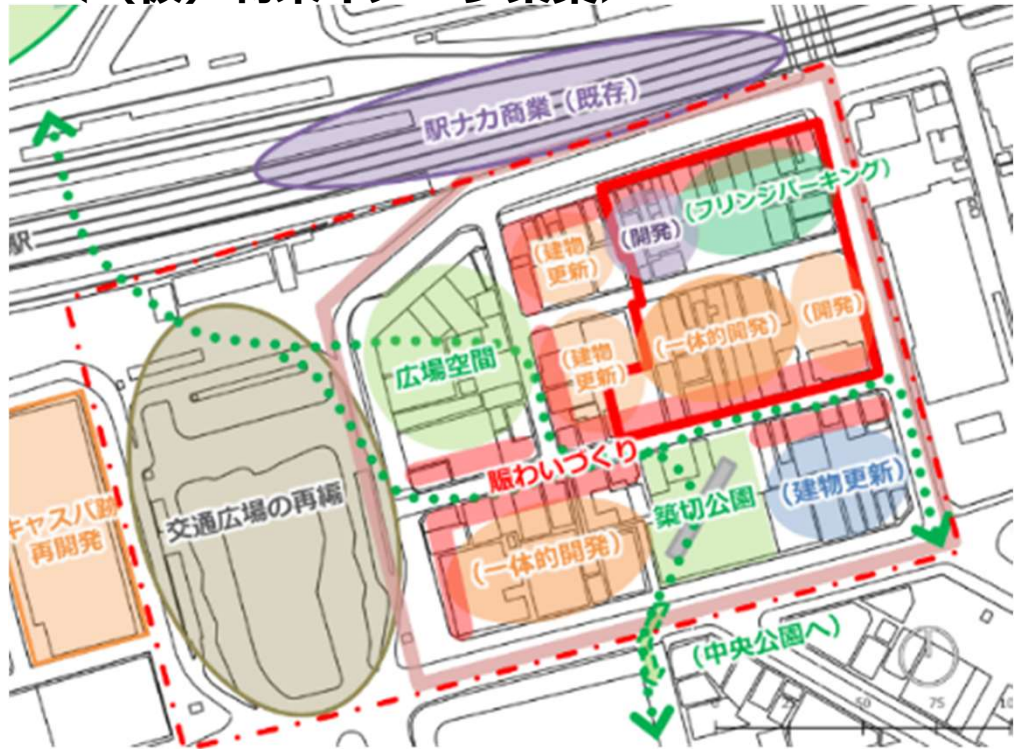 駅ナカ商業（既存）
駅
（フリンジパーキング）
（開発）
（建物
更新）
（一体的開発）
（開発）
（建物
更新）
広場空間
賑わいづくり
交通広場の再編
キャスパ跡
再開発
（一体的開発）
築切公園
（建物更新）
（中央公園へ）
0 25 50 75